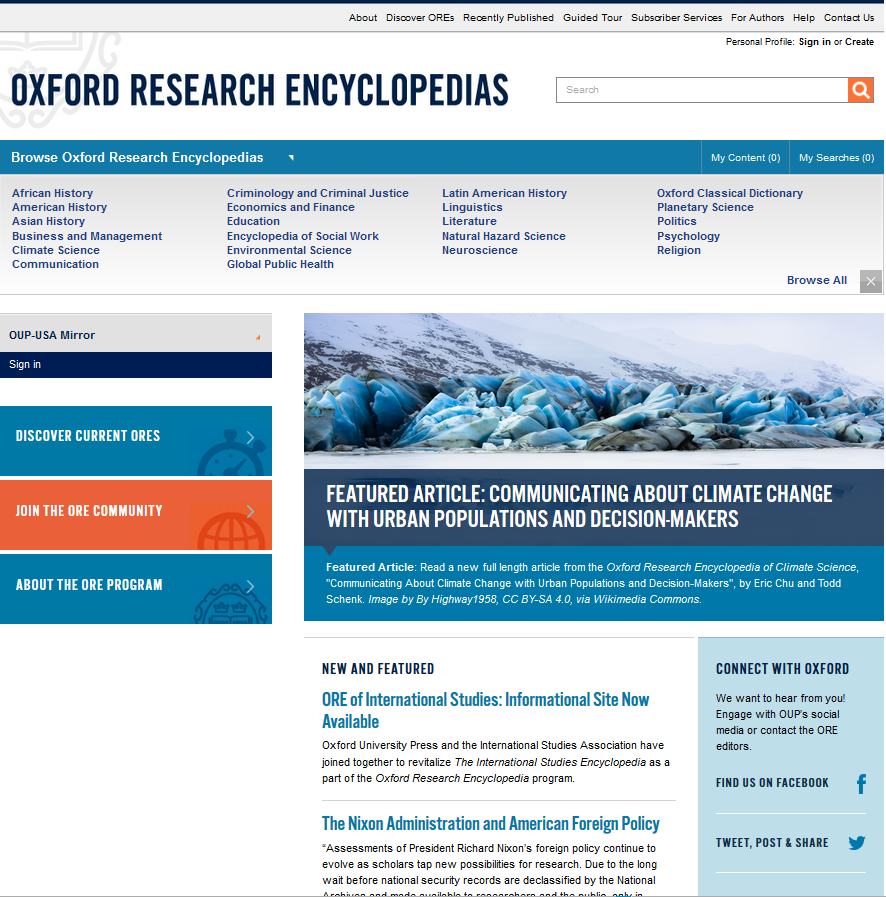 About Discover OREs Recently Published Guided Tour Subscriber Services For Authors Help Contact Us
Personal Profile: Sign in or Create
OXFORD RESEARCH ENCYCLOPEDIAS
Search
Browse Oxford Research Encyclopedias
My Content (0) My Searches (0)
African History
American History
Asian History
Business and Management
Climate Science
Communication
Criminology and Criminal Justice
Economics and Finance
Education
Encyclopedia of Social Work
Environmental Science
Global Public Health
Latin American History
Linguistics
Literature
Natural Hazard Science
Neuroscience
Oxford Classical Dictionary
Planetary Science
Politics
Psychology
Religion
Browse All
OUP-USA Mirror
Sign in
DISCOVER CURRENT ORES
JOIN THE ORE COMMUNITY
ABOUT THE ORE PROGRAM
FEATURED ARTICLE: COMMUNICATING ABOUT CLIMATE CHANGE
WITH URBAN POPULATIONS AND DECISION-MAKERS
Featured Article: Read a new full length article from the Oxford Research Encyclopedia of Climate Science,
"Communicating About Climate Change with Urban Populations and Decision-Makers", by Eric Chu and Todd
Schenk. Image by By Highway1958, CC BY-SA 4.0, via Wikimedia Commons.
NEW AND FEATURED
ORE of International Studies: Informational Site Now
Available
Oxford University Press and the International Studies Association have
joined together to revitalize The International Studies Encyclopedia as a
part of the Oxford Research Encyclopedia program.
The Nixon Administration and American Foreign Policy
"Assessments of President Richard Nixon's foreign policy continue to
evolve as scholars tap new possibilities for research. Due to the long
wait before national security records are declassified by the National
Archives and made available to researchers and the public, only in
CONNECT WITH OXFORD
We want to hear from you!
Engage with OUP's social
media or contact the ORE
editors.
FIND US ON FACEBOOK
TWEET, POST & SHARE